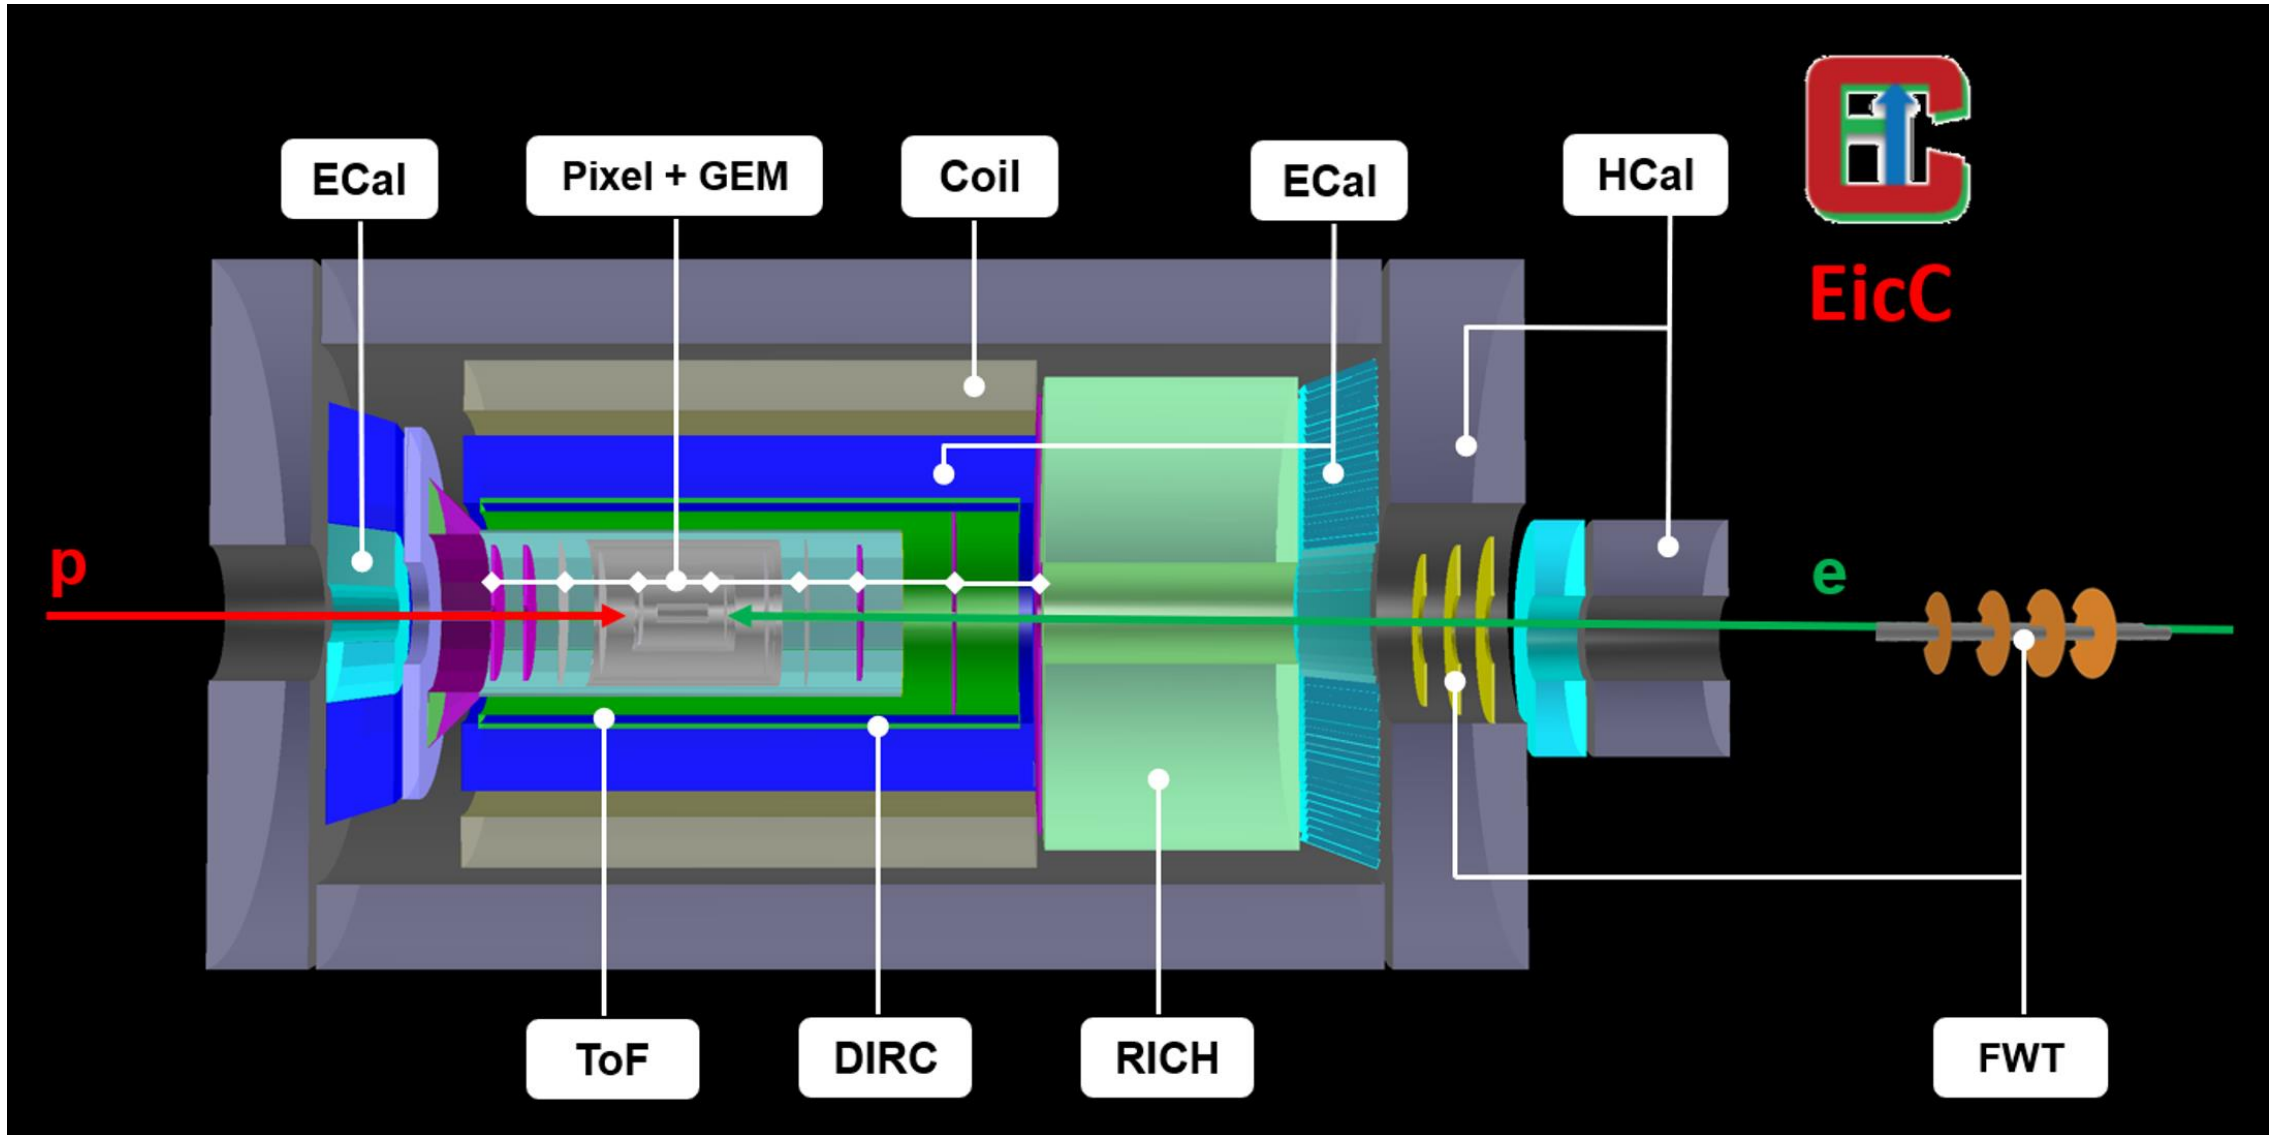 ECal
Pixel + GEM
Coil
ECal
HCal
EicC
p
e
ToF
DIRC
RICH
FWT